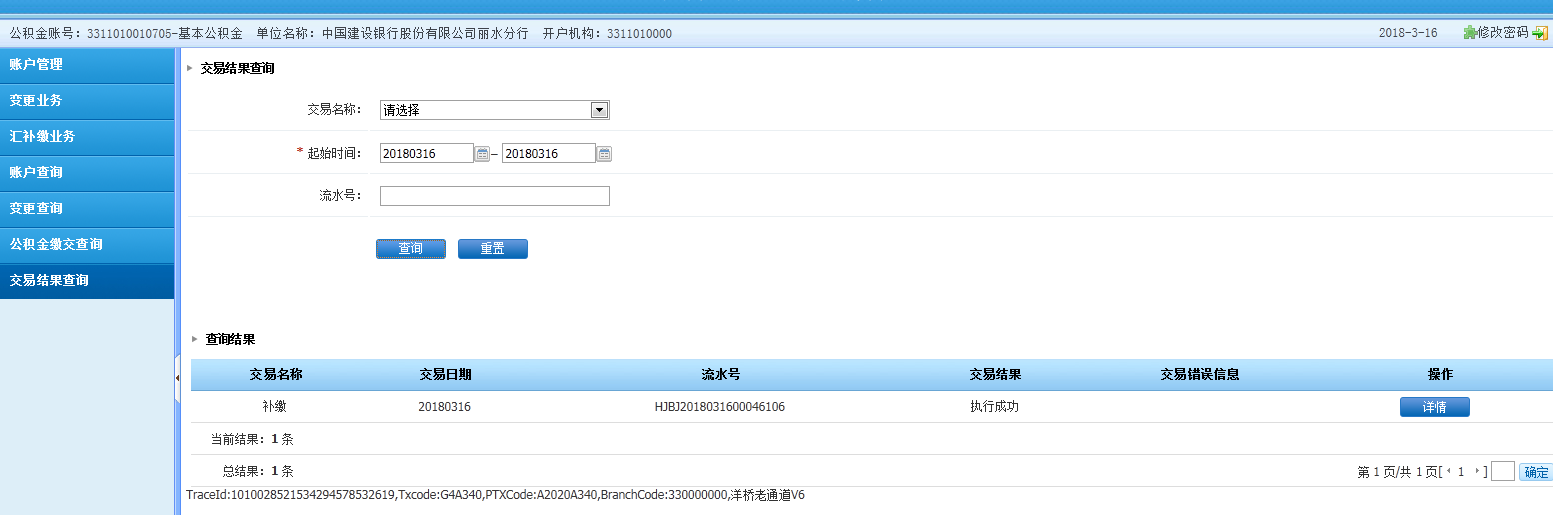 公积金账号：3311010010705-基本公积金 单位名称：中国建设银行股份有限公司丽水分行 开户机构：3311010000 2018-3-16 修改密码
账户管理
变更业务
汇补缴业务
账户查询
变更查询
公积金缴交查询
交易结果查询
交易结果查询
交易名称： 请选择
* 起始时间： 20180316 – 20180316
流水号：
查询 重置
查询结果
交易名称 交易日期 流水号 交易结果 交易错误信息 操作
补缴 20180316 HJBJ2018031600046106 执行成功 详情
当前结果：1 条
总结果：1 条 第 1 页/共 1 页[ 1 ] 确定
TraceId:1010028521534294578532619,Txcode:G4A340,PTXCode:A2020A340,BranchCode:330000000,洋桥老通道V6